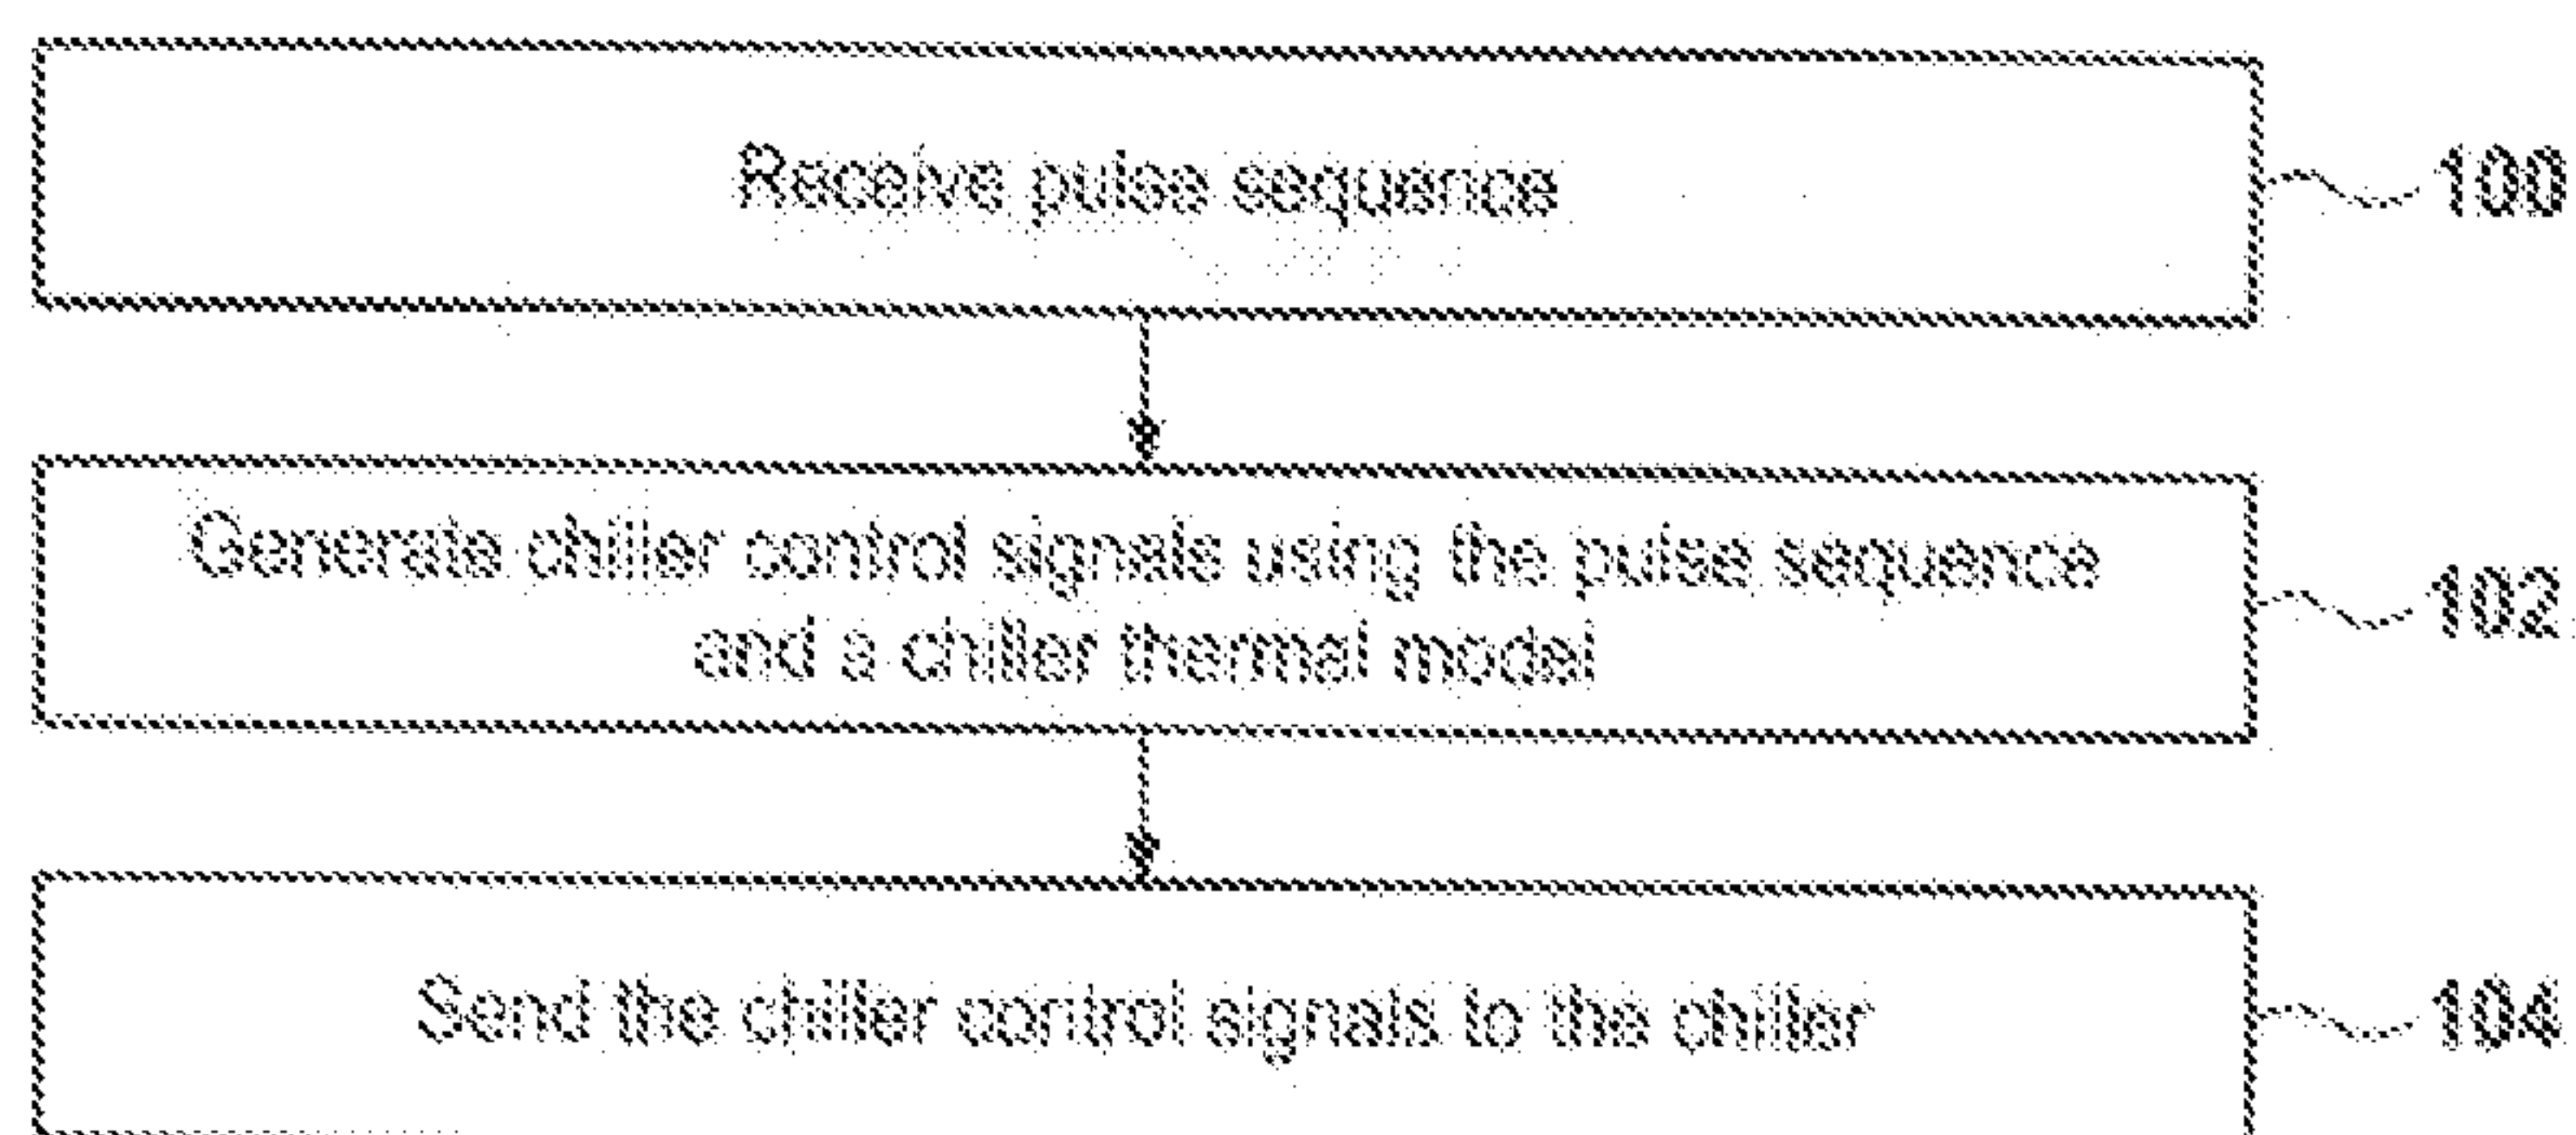 Receive pulse sequence
100
Generate chiller control signals using the pulse sequence
and a chiller thermal model
102
Send the chiller control signals to the chiller
104